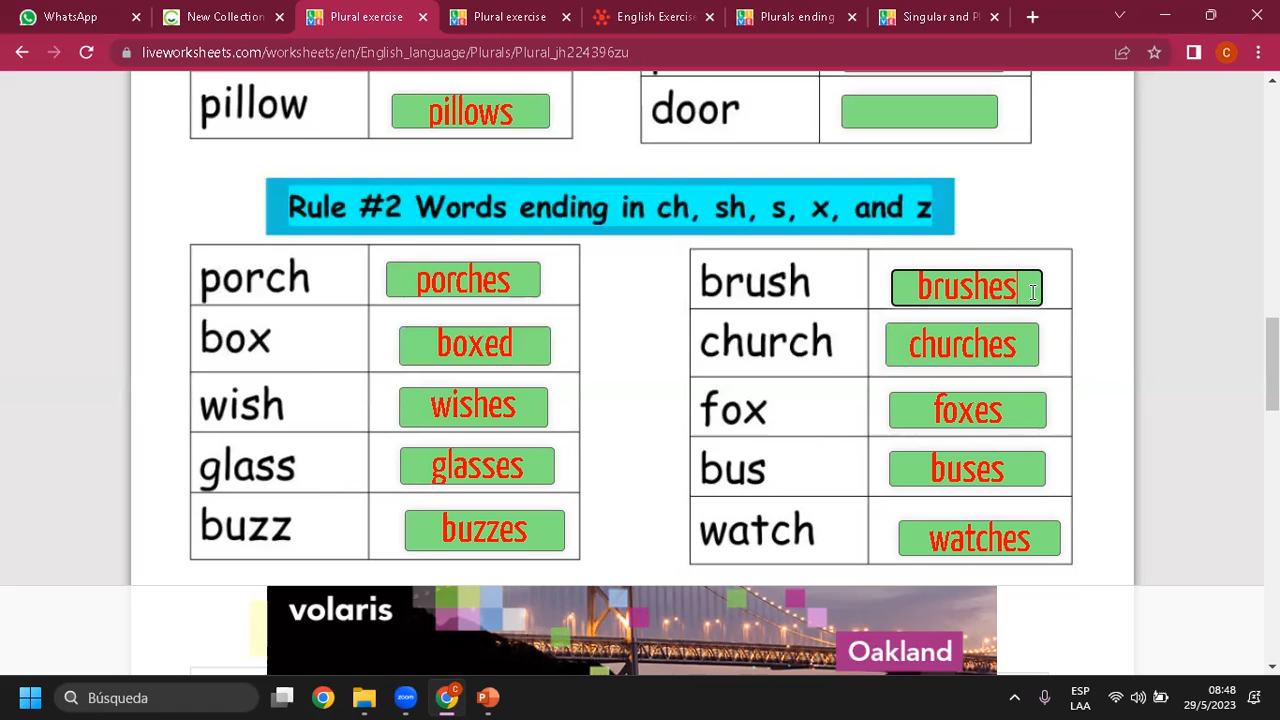 WhatsApp
New Collection
Plural exercise
Plural exercise
English Exercise
Plurals ending
Singular and Pl
liveworksheets.com/worksheets/en/English_language/Plurals/Plural_jh224396zu
C
pillow pillows
door
Rule #2 Words ending in ch, sh, s, x, and z
porch porches
box boxed
wish wishes
glass glasses
buzz buzzes
brush brushes
church churches
fox foxes
bus buses
watch watches
volaris
Oakland
Búsqueda
zoom
ESP
LAA
08:48
29/5/2023